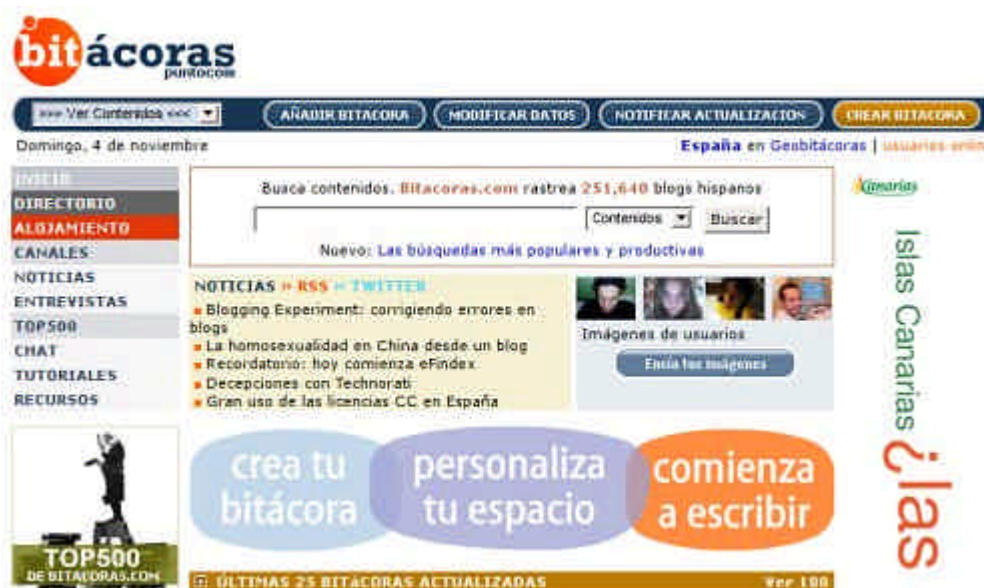 bitácoras
puntocom
>>> Ver Contenidos <<<
AÑADIR BITACORA
MODIFICAR DATOS
NOTIFICAR ACTUALIZACION
CREAR BITACORA
Domingo, 4 de noviembre
España en Geobitácoras | usuarios
INICIO
DIRECTORIO
ALOJAMIENTO
CANALES
NOTICIAS
ENTREVISTAS
TOP500
CHAT
TUTORIALES
RECURSOS
TOP500
DE BITACORAS.COM
Busca contenidos. Bitacoras.com rastrea 251,640 blogs hispanos
Contenidos
Buscar
Nuevo: Las búsquedas más populares y productivas
NOTICIAS » RSS » TWITTER
Blogging Experiment: corrigiendo errores en
blogs
La homosexualidad en China desde un blog
Recordatorio: hoy comienza eFindex
Decepciones con Technorati
Gran uso de las licencias CC en España
Imágenes de usuarios
Envía tus imágenes
crea tu
bitácora
personaliza
tu espacio
comienza
a escribir
ÚLTIMAS 25 BITÁCORAS ACTUALIZADAS
Ver 100
Canarias
Islas Canarias ¿las